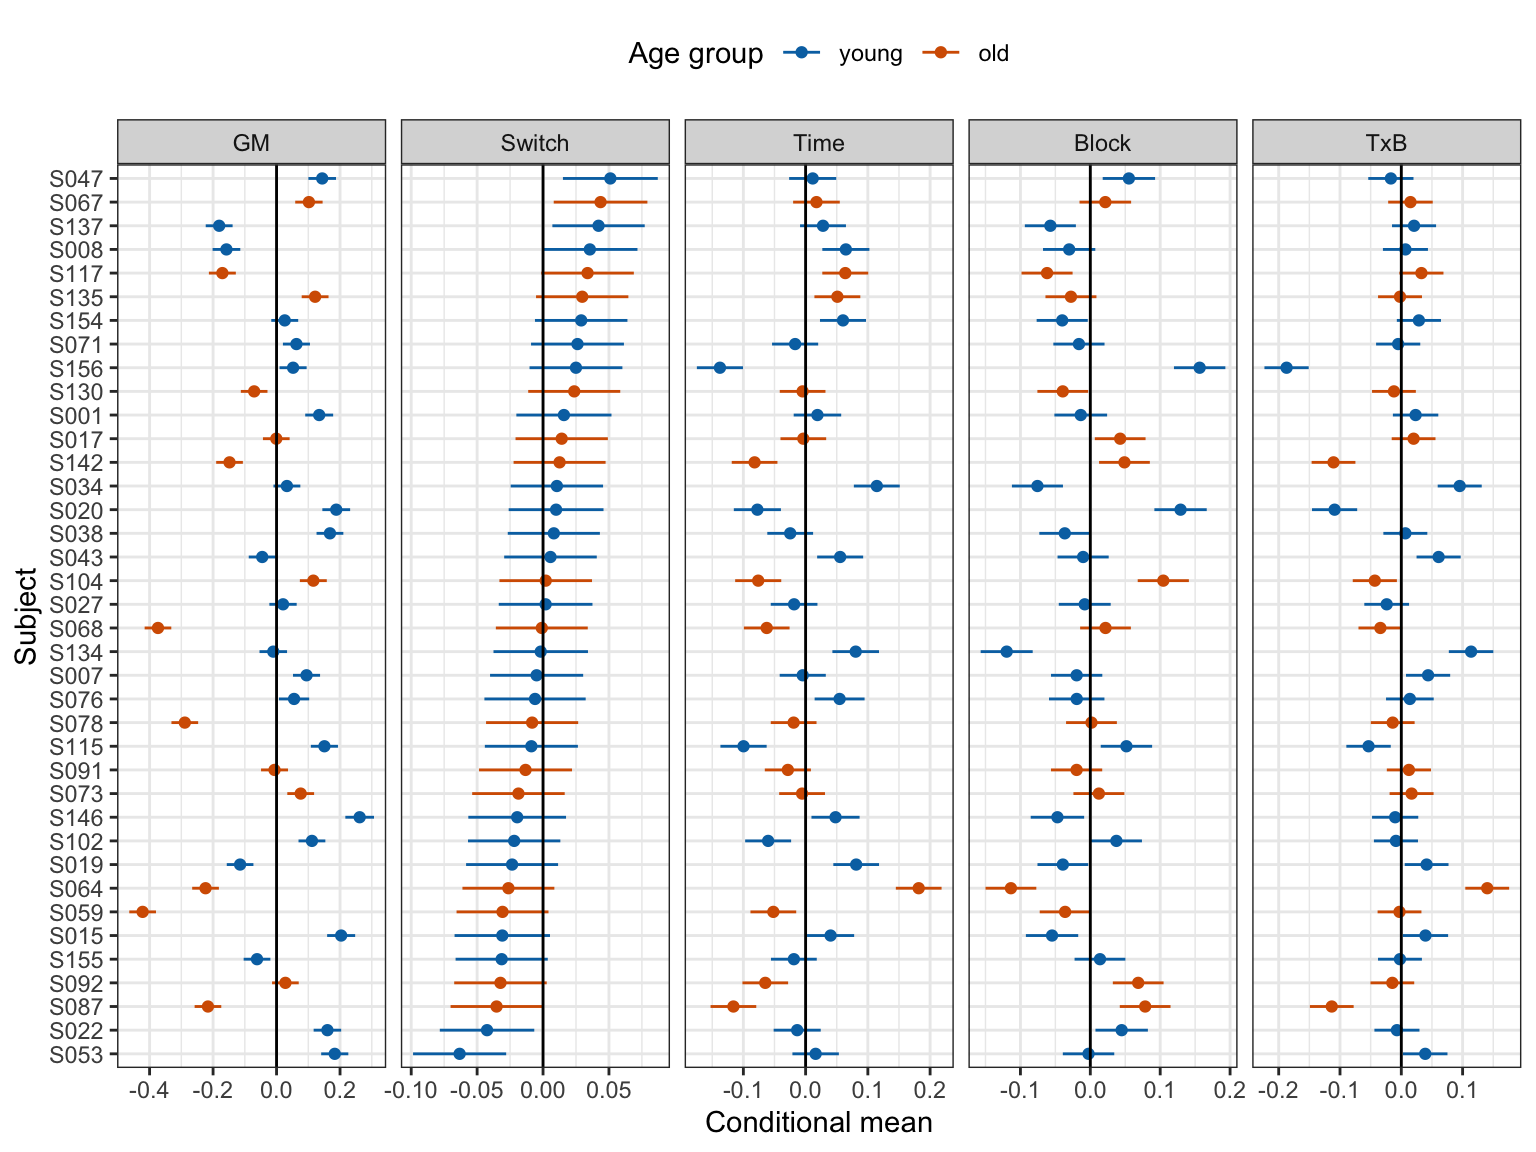 Age group young old
GM Switch Time Block TxB
S047
S067
S137
S008
S117
S135
S154
S071
S156
S130
S001
S017
S142
S034
S020
S038
S043
S104
S027
S068
S134
S007
S076
S078
S115
S091
S073
S146
S102
S019
S064
S059
S015
S155
S092
S087
S022
S053
Subject
-0.4 -0.2 0.0 0.2 -0.10 -0.05 0.00 0.05 -0.1 0.0 0.1 0.2 -0.1 0.0 0.1 0.2 -0.2 -0.1 0.0 0.1
Conditional mean